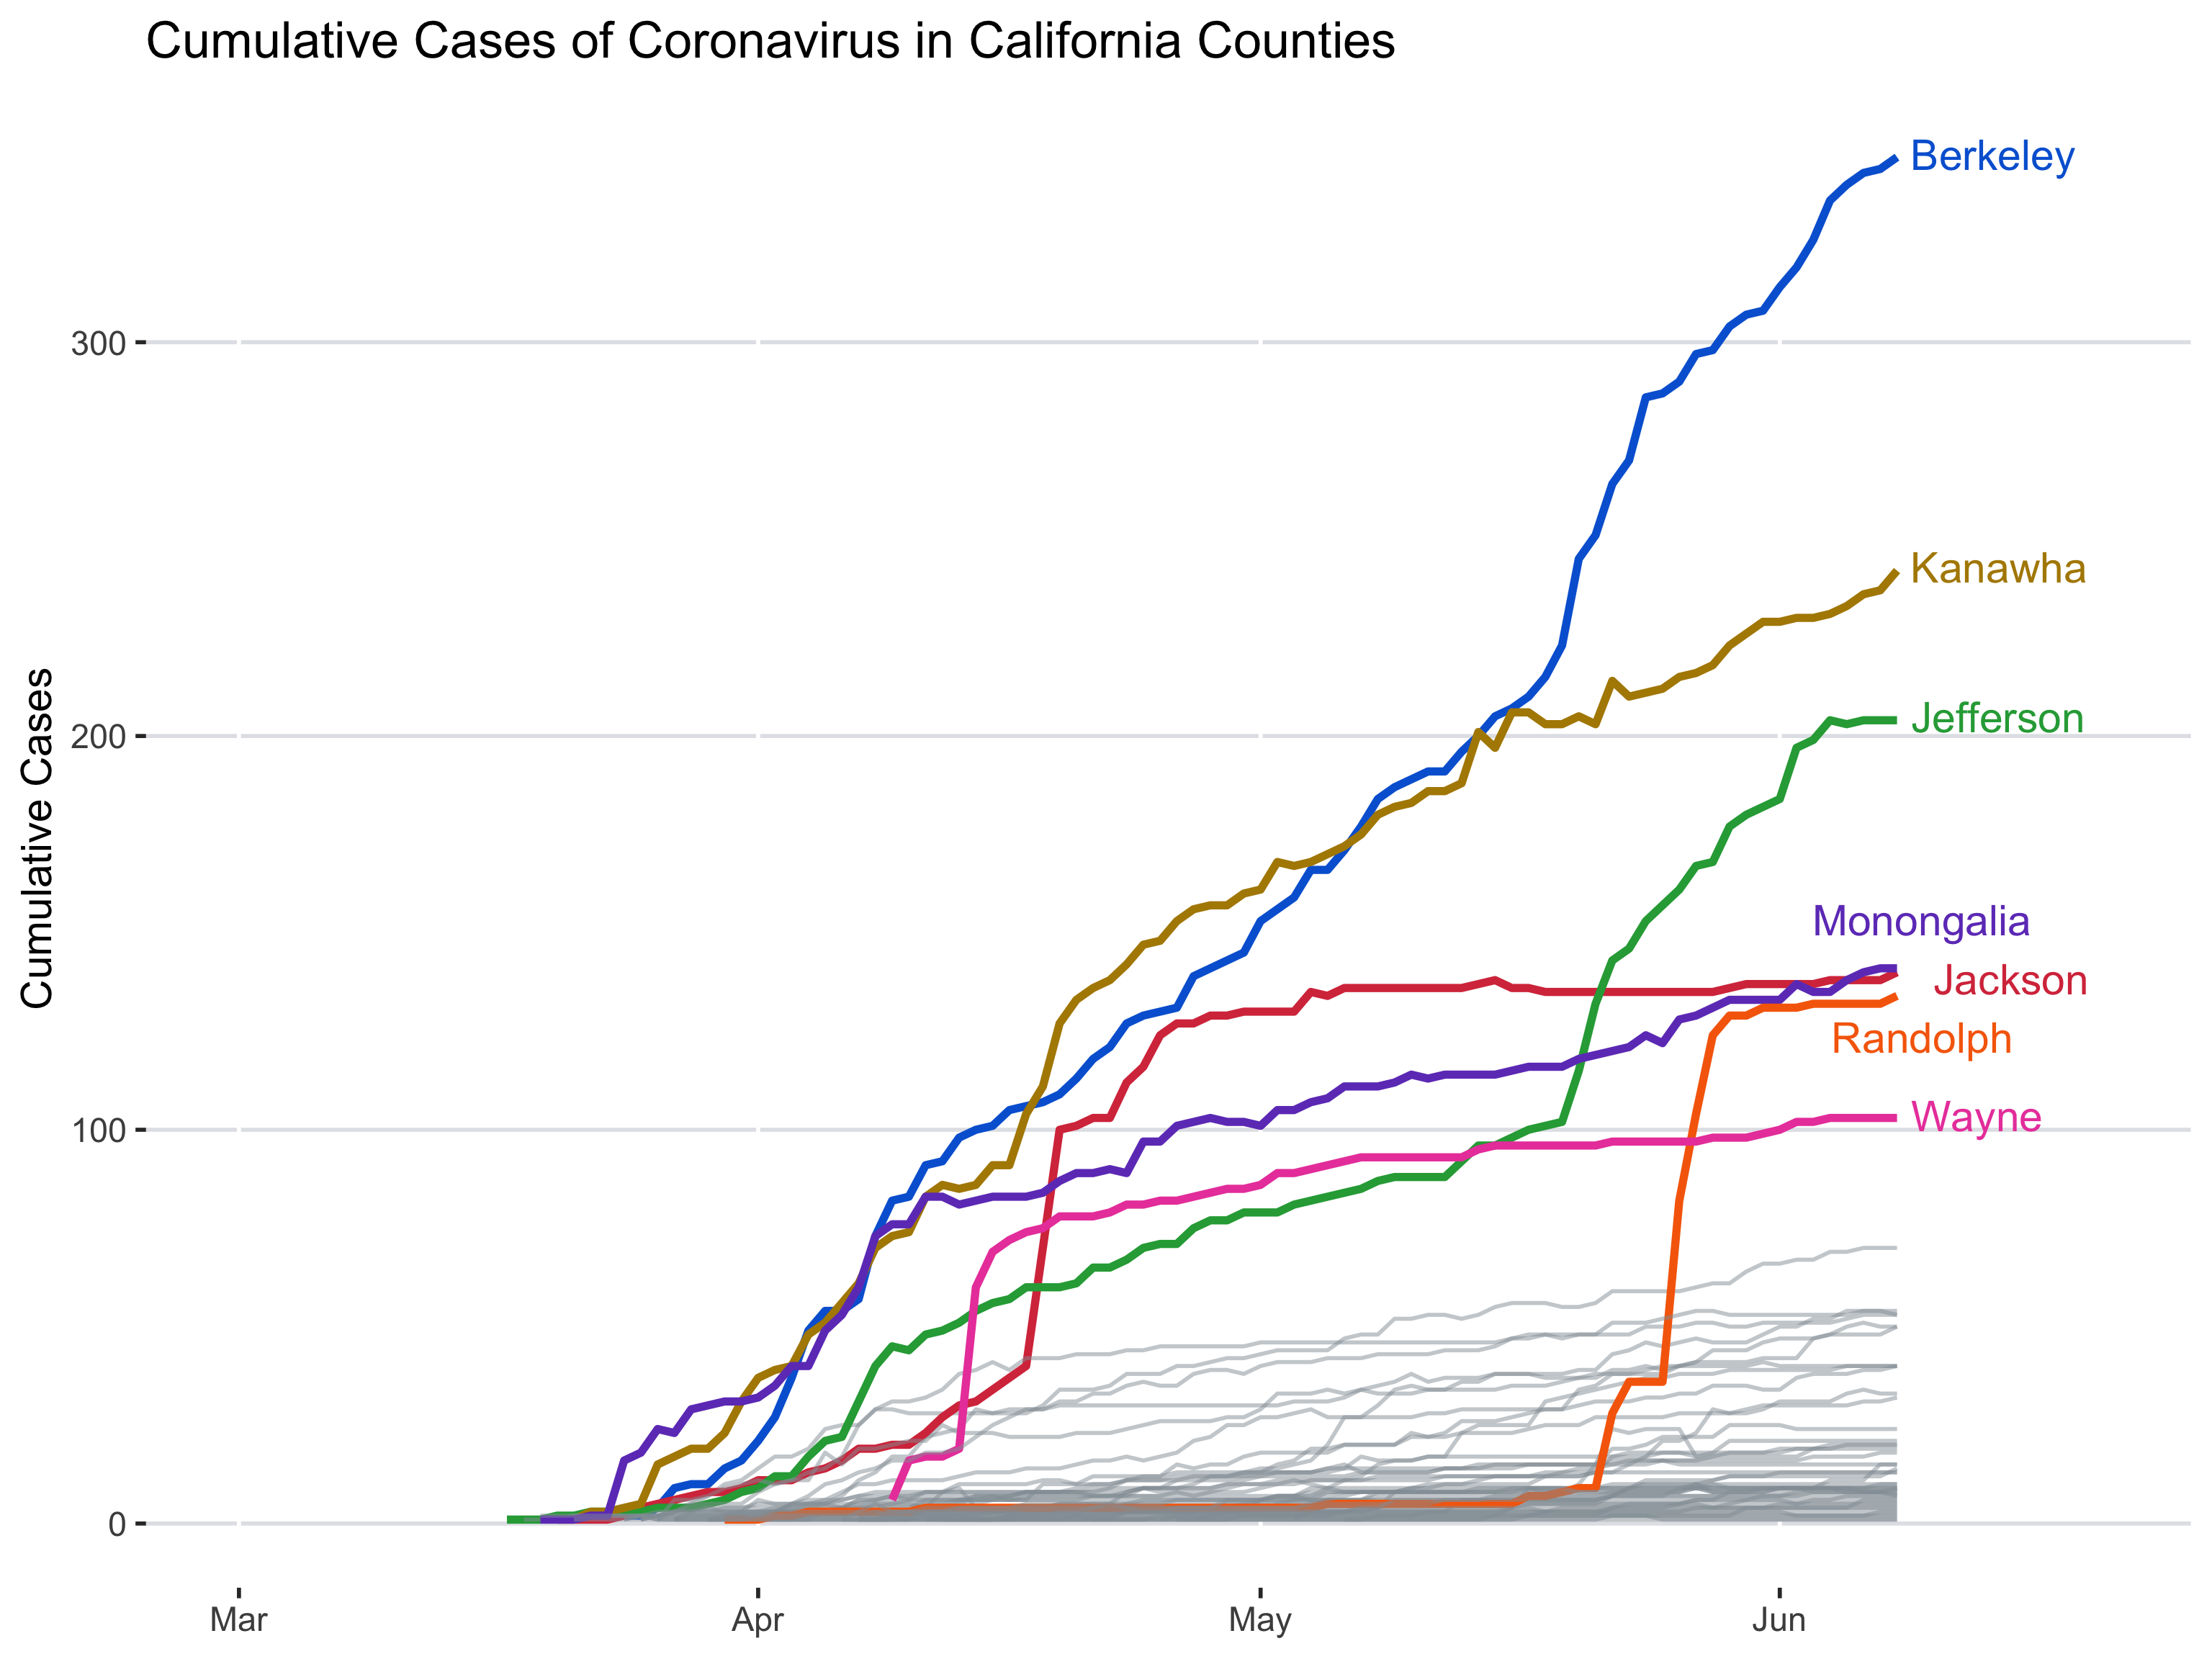 Cumulative Cases of Coronavirus in California Counties
Berkeley
300
Kanawha
200
Jefferson
Cumulative Cases
Monongalia
Jackson
Randolph
100
Wayne
0
Mar Apr May Jun